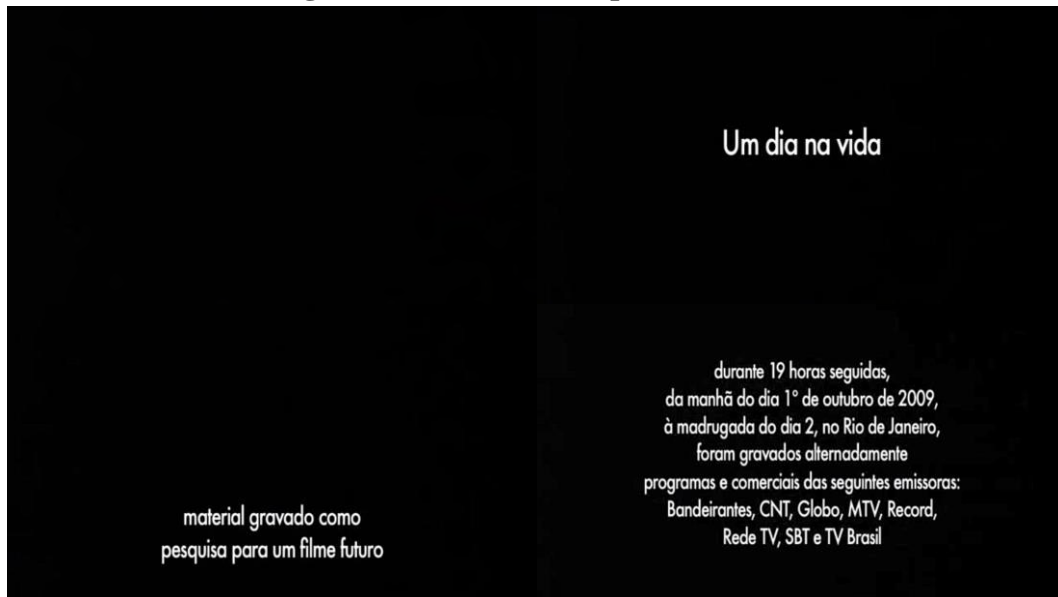 material gravado como
pesquisa para um filme futuro
Um dia na vida
durante 19 horas seguidas,
da manhã do dia 1° de outubro de 2009,
à madrugada do dia 2, no Rio de Janeiro,
foram gravados alternadamente
programas e comerciais das seguintes emissoras:
Bandeirantes, CNT, Globo, MTV, Record,
Rede TV, SBT e TV Brasil